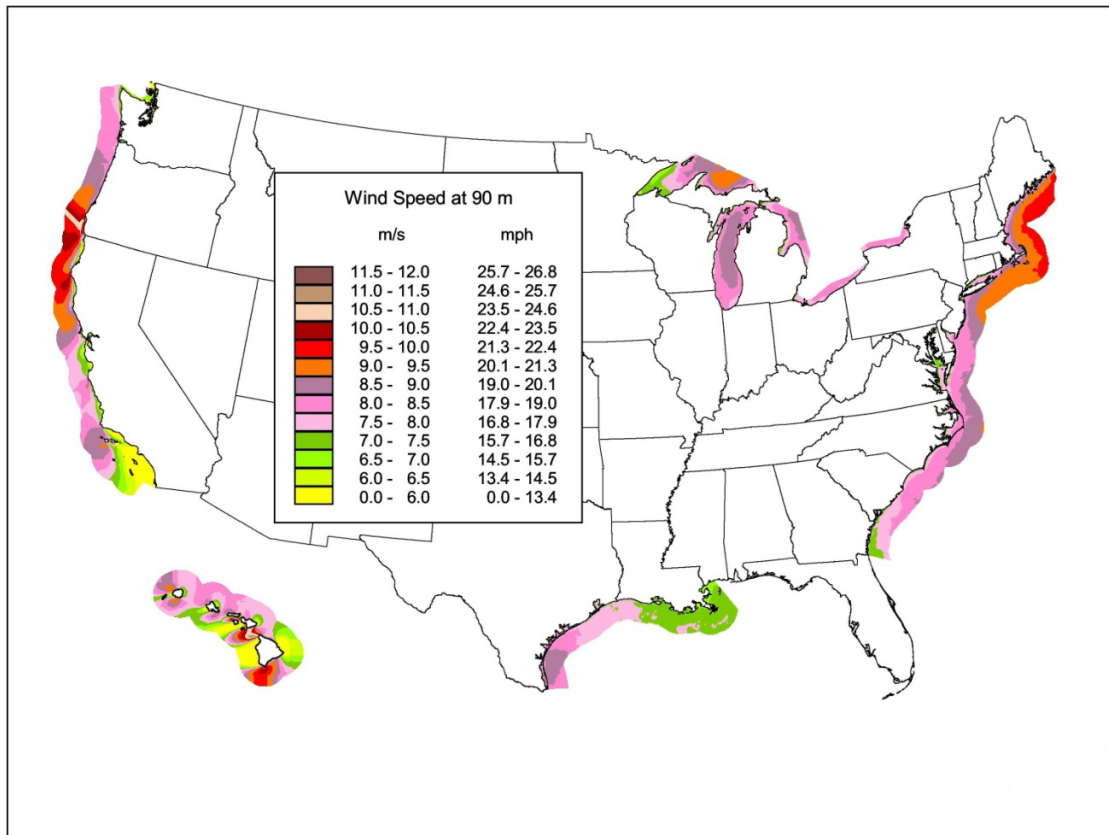 Wind Speed at 90 m
m/s mph
11.5 - 12.0 25.7 - 26.8
11.0 - 11.5 24.6 - 25.7
10.5 - 11.0 23.5 - 24.6
10.0 - 10.5 22.4 - 23.5
9.5 - 10.0 21.3 - 22.4
9.0 - 9.5 20.1 - 21.3
8.5 - 9.0 19.0 - 20.1
8.0 - 8.5 17.9 - 19.0
7.5 - 8.0 16.8 - 17.9
7.0 - 7.5 15.7 - 16.8
6.5 - 7.0 14.5 - 15.7
6.0 - 6.5 13.4 - 14.5
0.0 - 6.0 0.0 - 13.4